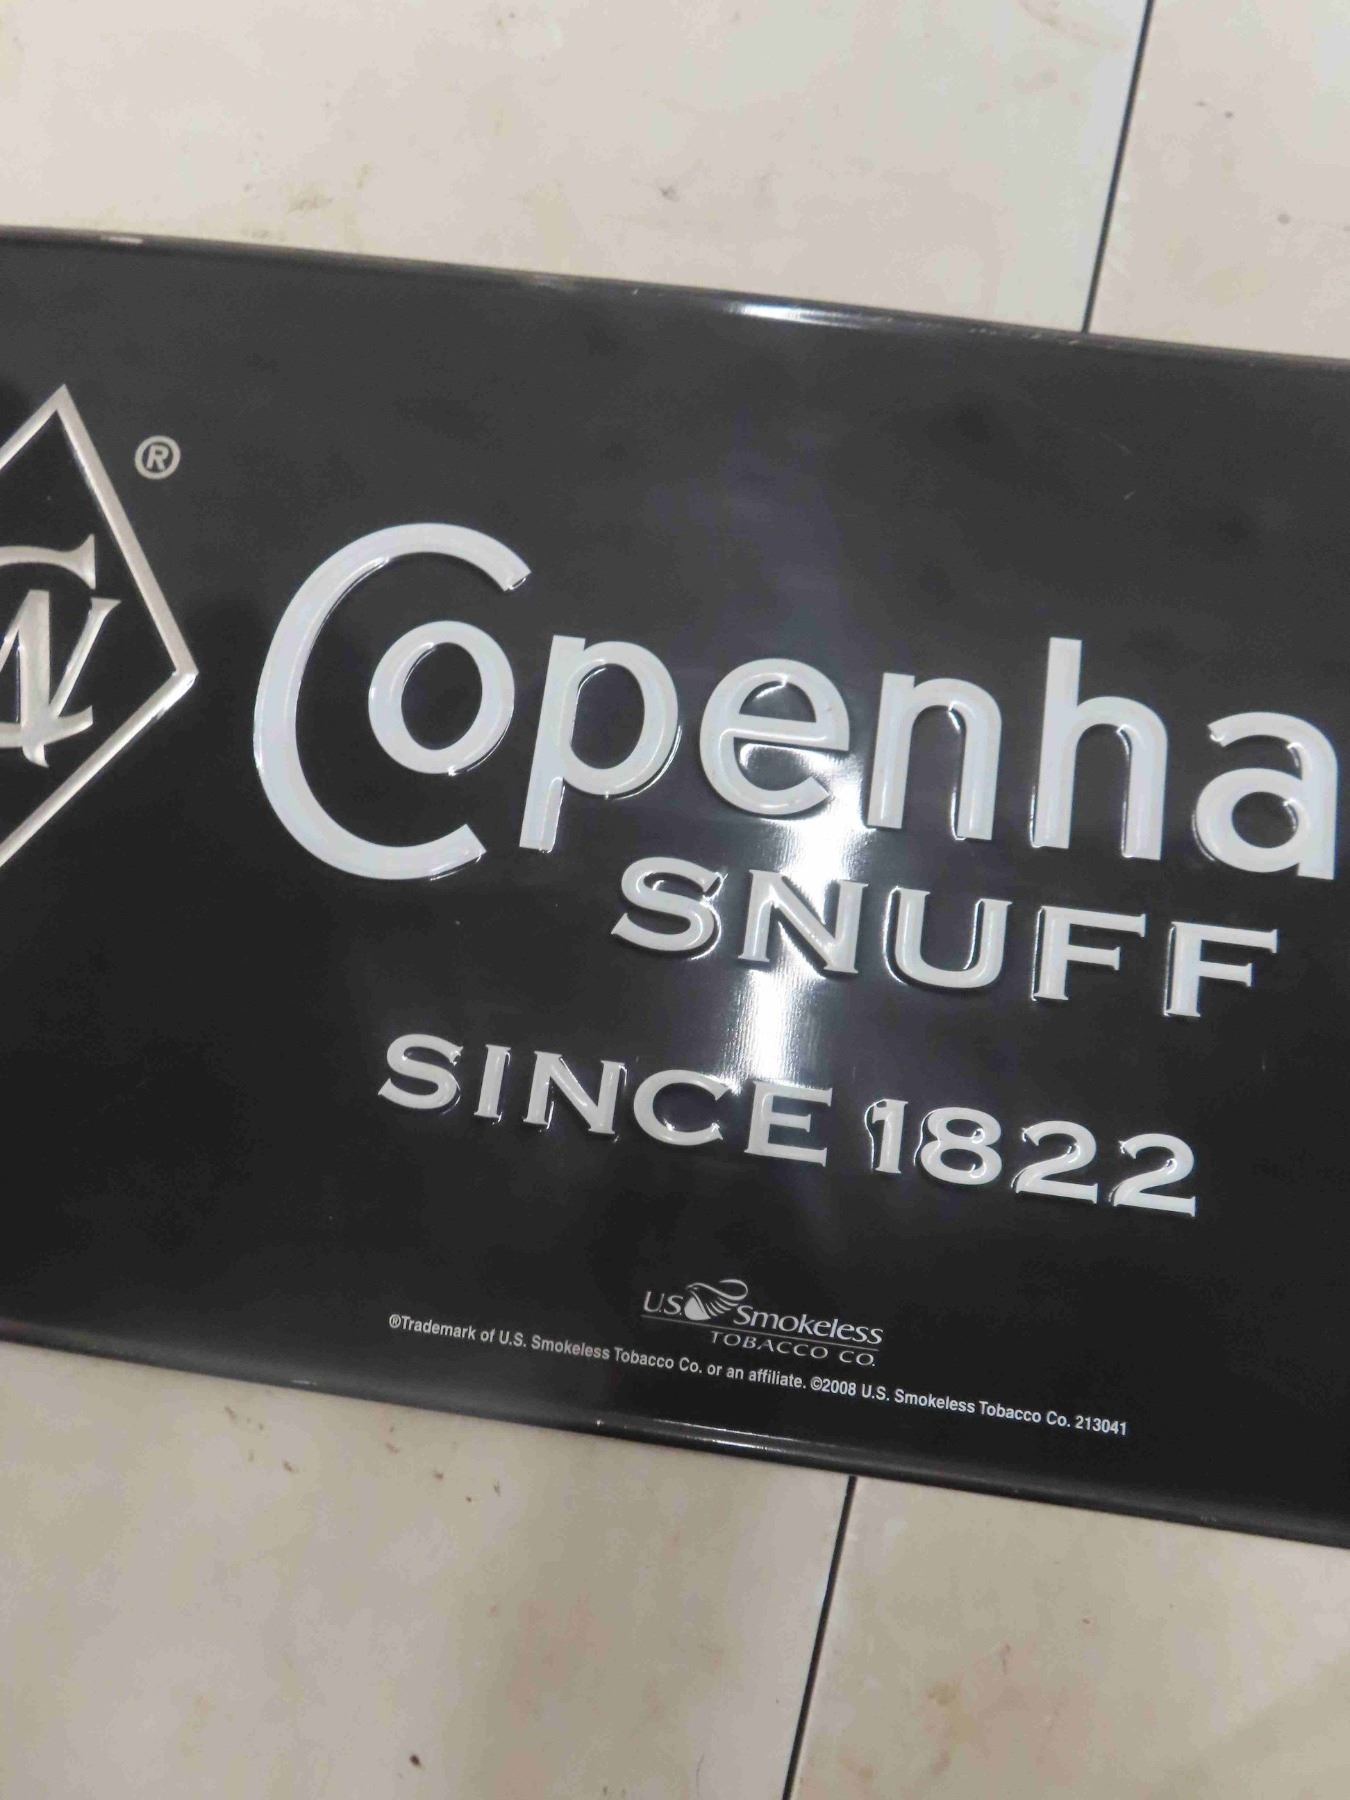 ®
CW
Copenha
SNUFF
SINCE 1822
U.S. Smokeless
TOBACCO CO.
®Trademark of U.S. Smokeless Tobacco Co. or an affiliate. ©2008 U.S. Smokeless Tobacco Co. 213041